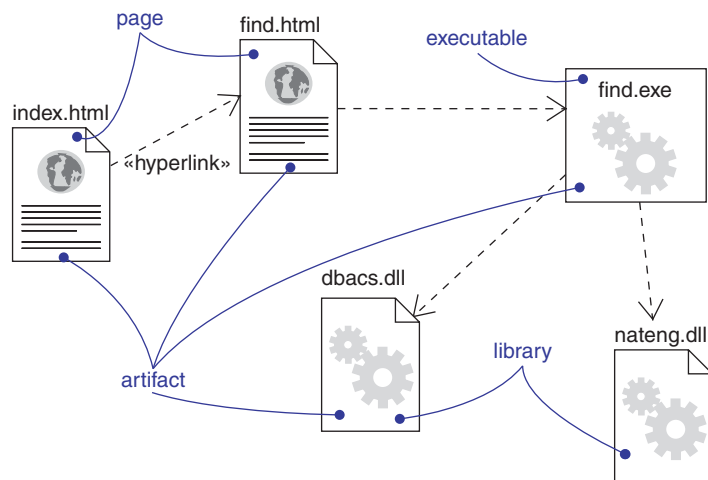 page
find.html
executable
find.exe
index.html
«hyperlink»
dbacs.dll
nateng.dll
library
artifact